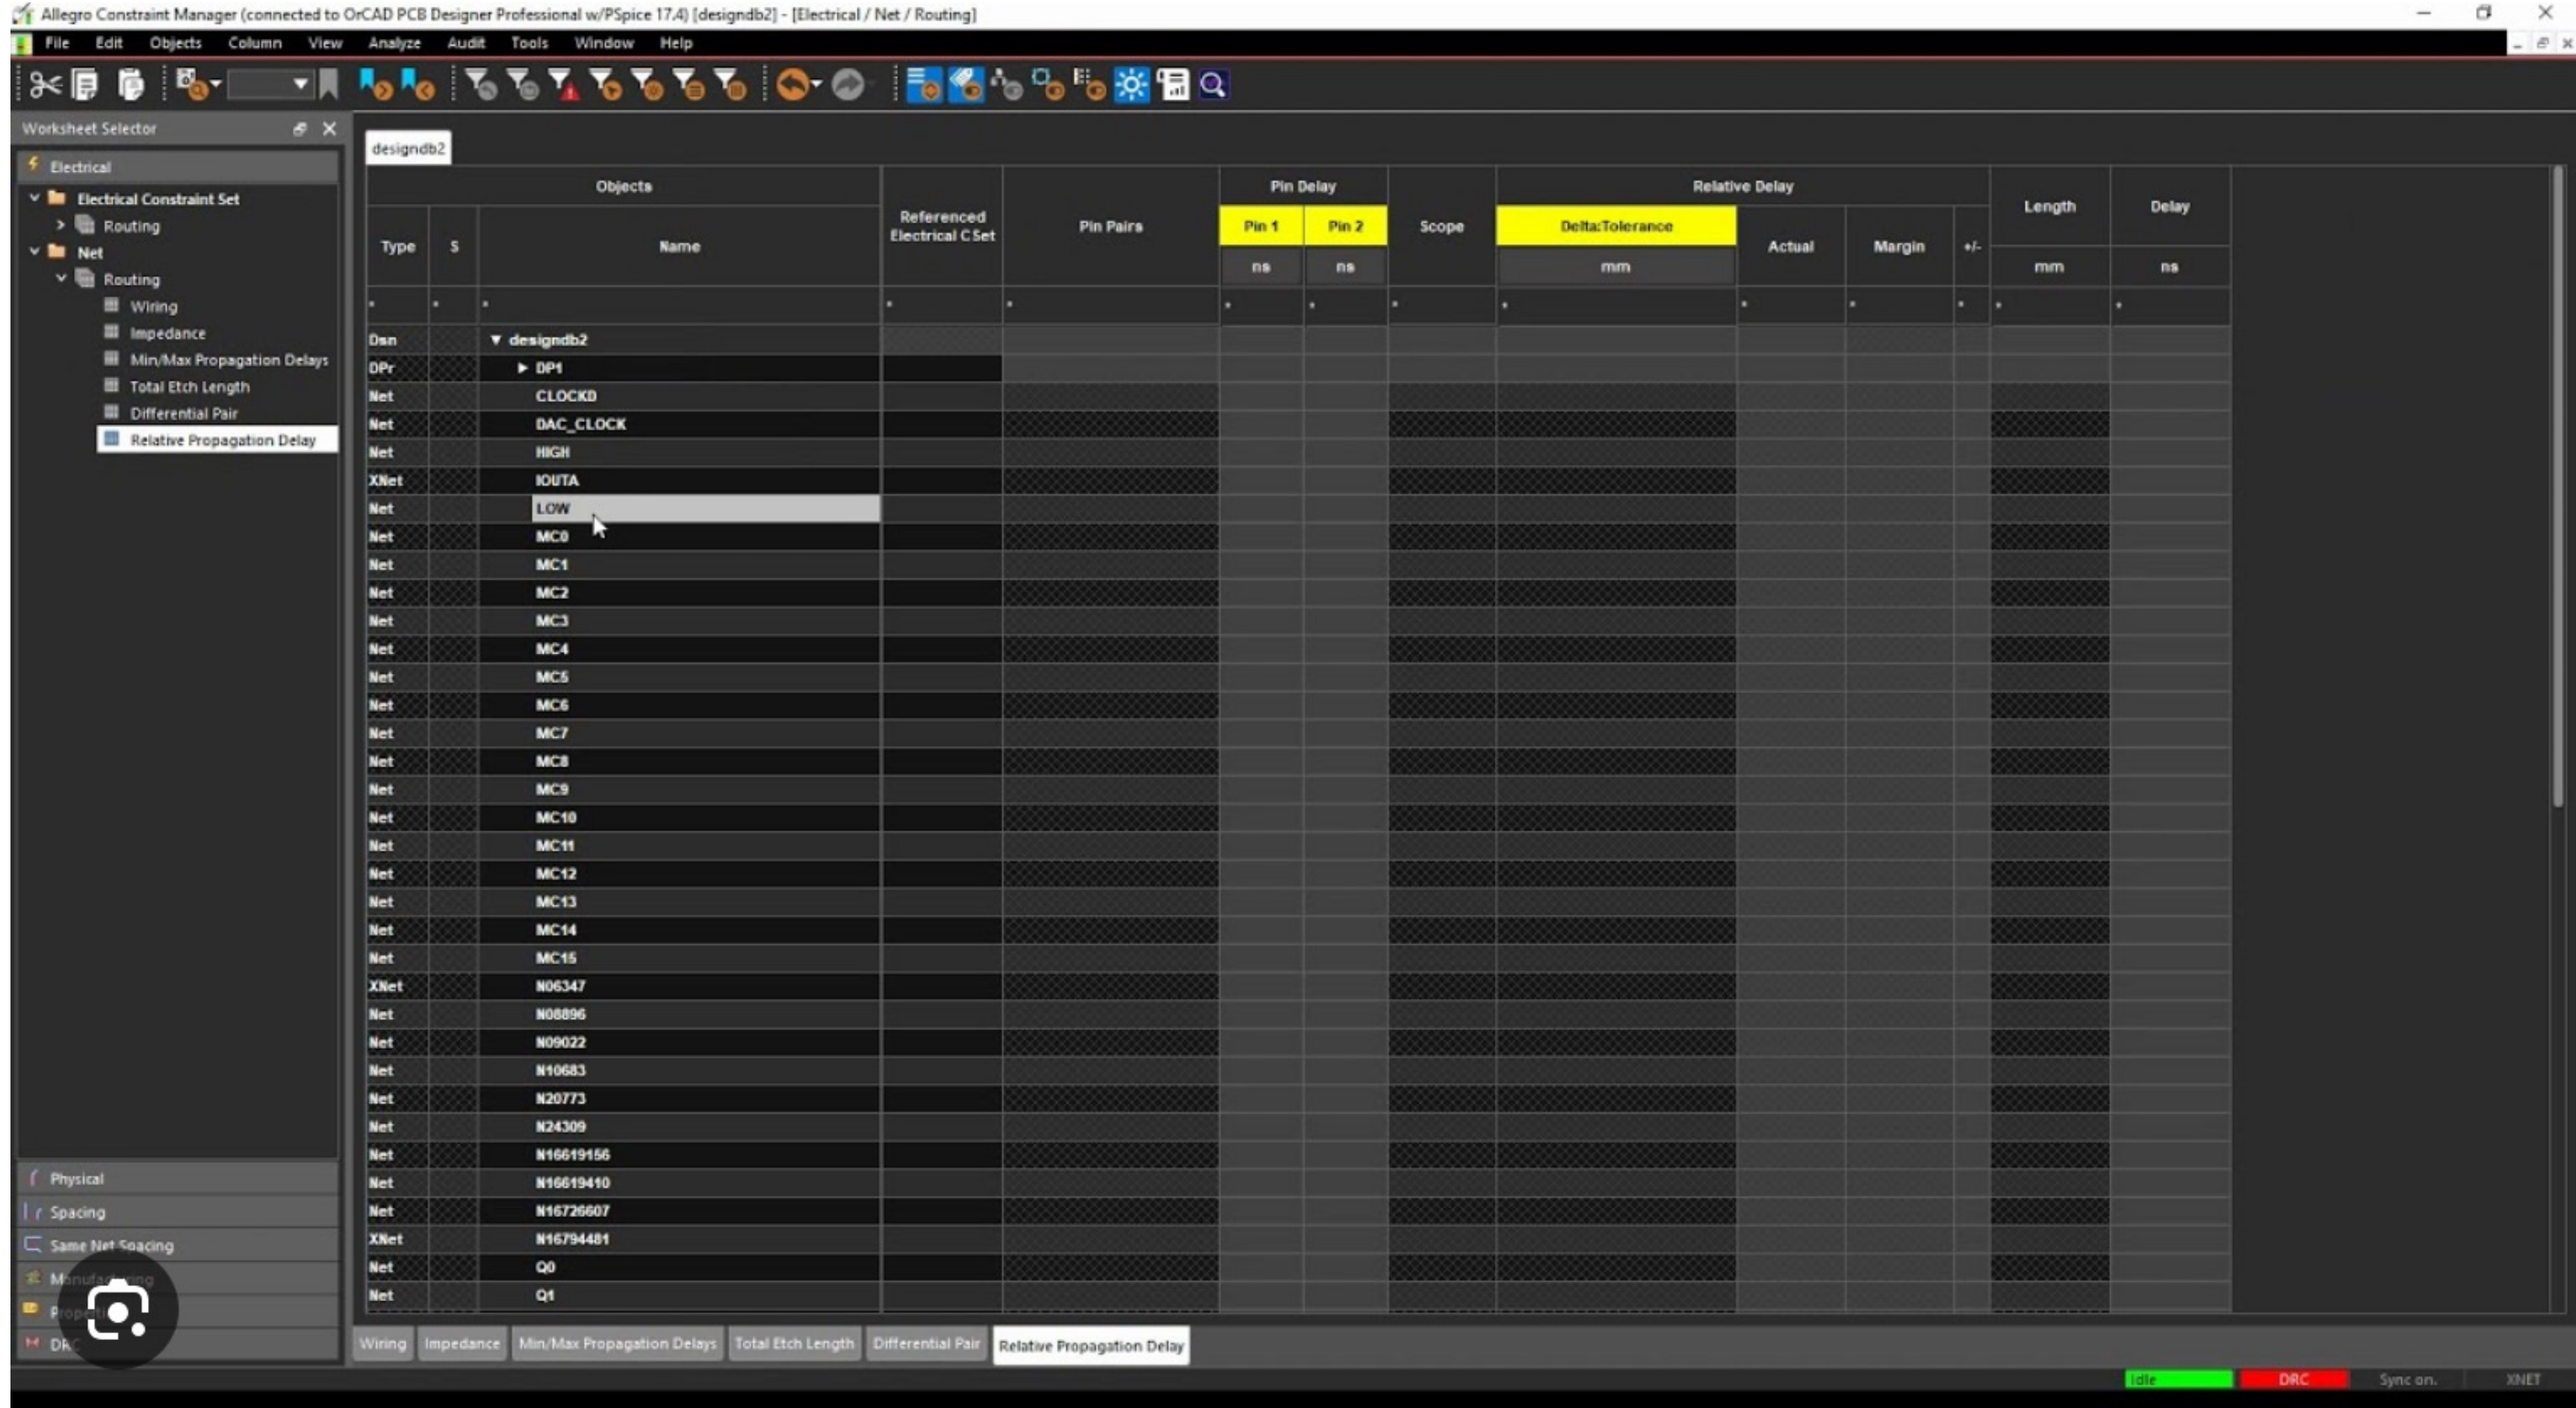 Allegro Constraint Manager (connected to OrCAD PCB Designer Professional w/PSpice 17.4) [designdb2] - [Electrical / Net / Routing]
File Edit Objects Column View Analyze Audit Tools Window Help
Worksheet Selector
Electrical
Electrical Constraint Set
Routing
Net
Routing
Wiring
Impedance
Min/Max Propagation Delays
Total Etch Length
Differential Pair
Relative Propagation Delay
Physical
Spacing
Same Net Spacing
DRC
designdb2
Objects
Referenced
Electrical CSet
Pin Pairs
Pin Delay
Scope
Relative Delay
Length
Delay
Type S Name
Pin 1 Pin 2
Delta:Tolerance
Actual Margin +/-
ns ns mm mm ns
* * * * * * * * * * * * * *
Dsn designdb2
DPr DP1
Net CLOCKD
Net DAC_CLOCK
Net HIGH
XNet IOUTA
Net LOW
Net MC0
Net MC1
Net MC2
Net MC3
Net MC4
Net MC5
Net MC6
Net MC7
Net MC8
Net MC9
Net MC10
Net MC11
Net MC12
Net MC13
Net MC14
Net MC15
XNet N06347
Net N08896
Net N09022
Net N10683
Net N20773
Net N24309
Net N16619156
Net N16619410
Net N16726607
XNet N16794481
Net Q0
Net Q1
Wiring Impedance Min/Max Propagation Delays Total Etch Length Differential Pair Relative Propagation Delay
Idle DRC Sync on. XNET